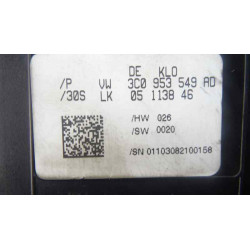 DE KLO
/P VW 3C0 953 549 AD
/30S LK 05 1138 46
/HW 026
/SW 0020
/SN 01103082100158